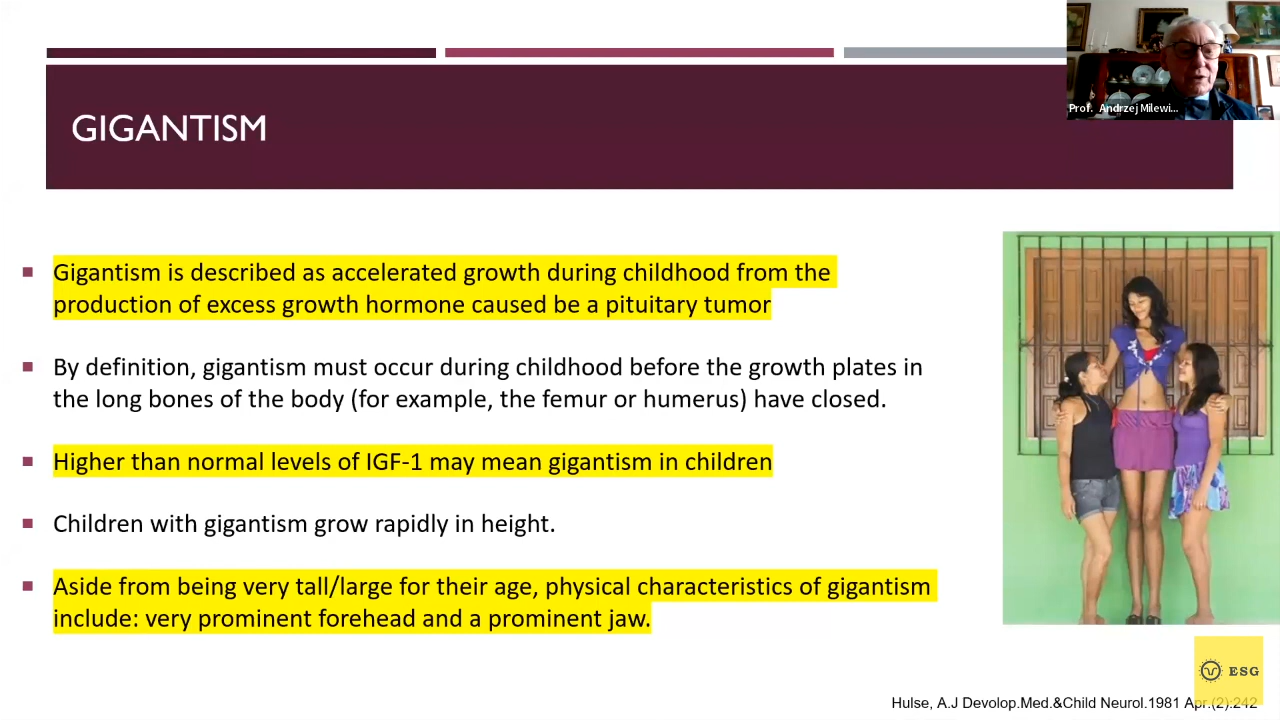 Prof. Andrzej Milewi...
GIGANTISM
Gigantism is described as accelerated growth during childhood from the
production of excess growth hormone caused be a pituitary tumor
By definition, gigantism must occur during childhood before the growth plates in
the long bones of the body (for example, the femur or humerus) have closed.
Higher than normal levels of IGF-1 may mean gigantism in children
Children with gigantism grow rapidly in height.
Aside from being very tall/large for their age, physical characteristics of gigantism
include: very prominent forehead and a prominent jaw.
ESG
Hulse, A.J Devolop.Med.&Child Neurol.1981 Apr.(2):242